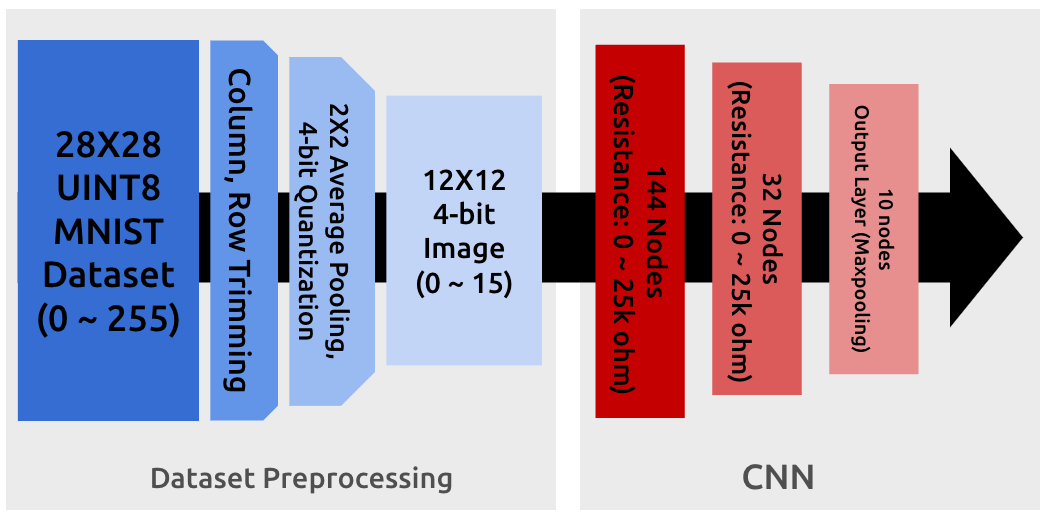 28X28
UINT8
MNIST
Dataset
(0 ~ 255)
Column, Row Trimming
2X2 Average Pooling,
4-bit Quantization
12X12
4-bit
Image
(0 ~ 15)
144 Nodes
(Resistance: 0 ~ 25k ohm)
32 Nodes
(Resistance: 0 ~ 25k ohm)
10 nodes
Output Layer (Maxpooling)
Dataset Preprocessing
CNN